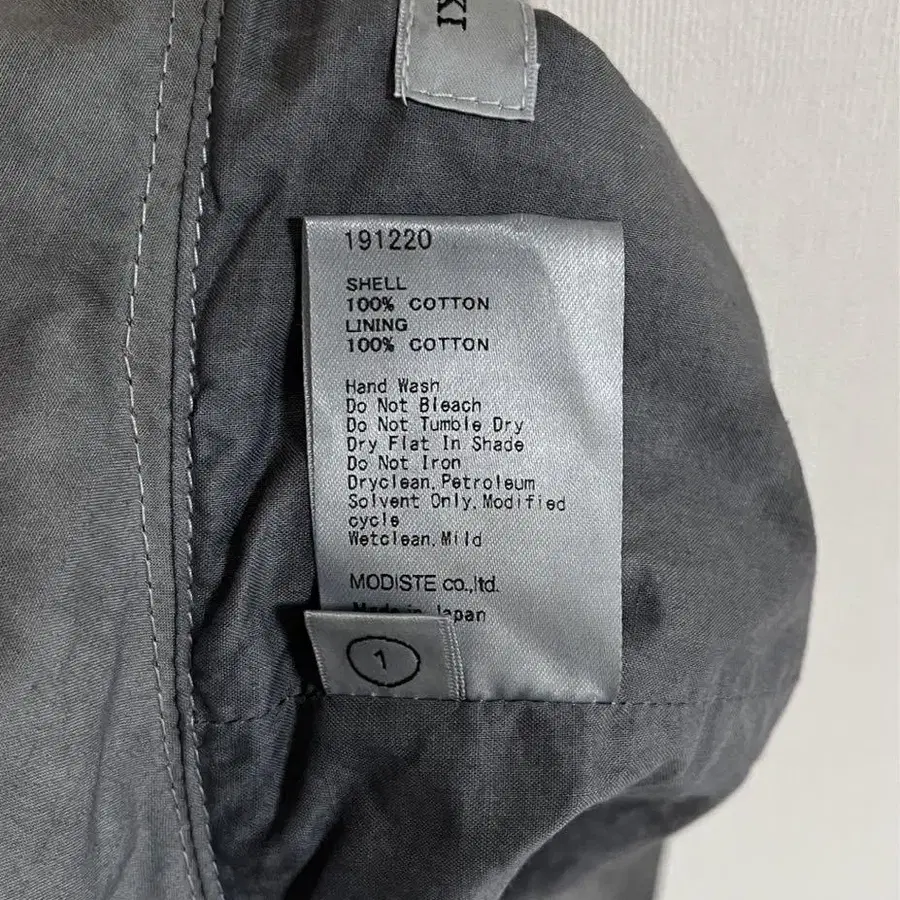 KI
191220
SHELL
100% COTTON
LINING
100% COTTON
Hand Wash
Do Not Bleach
Do Not Tumble Dry
Dry Flat In Shade
Do Not Iron
Dryclean, Petroleum
Solvent Only, Modified
cycle
Wetclean, Mild
MODISTE co.,ltd.
Made in Japan
1